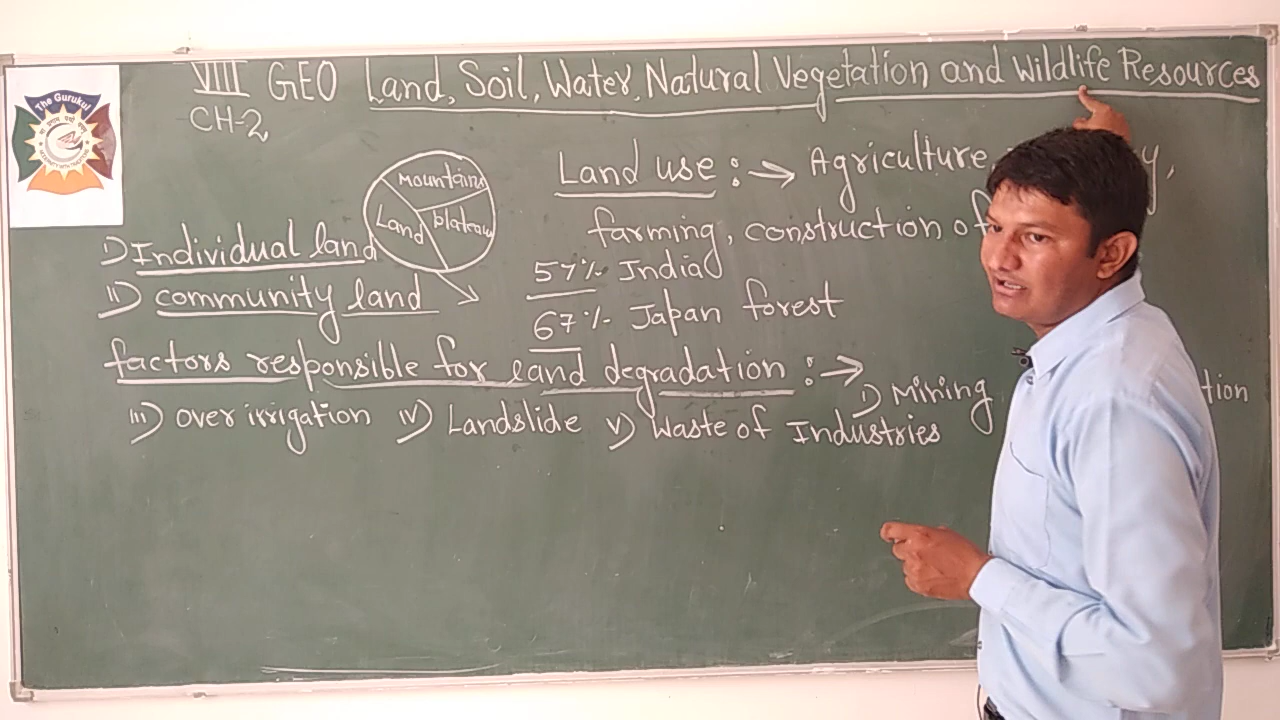 The Gurukul
VIII GEO Land, Soil, Water, Natural Vegetation and Wildlife Resources
CH-2
Mountains
Land
plateau
Land use :→ Agriculture,
farming, construction of
i) Individual land
ii) community land
57% India
67% Japan forest
factors responsible for land degradation :→
i) Mining
iii) over irrigation iv) Landslide v) Waste of Industries